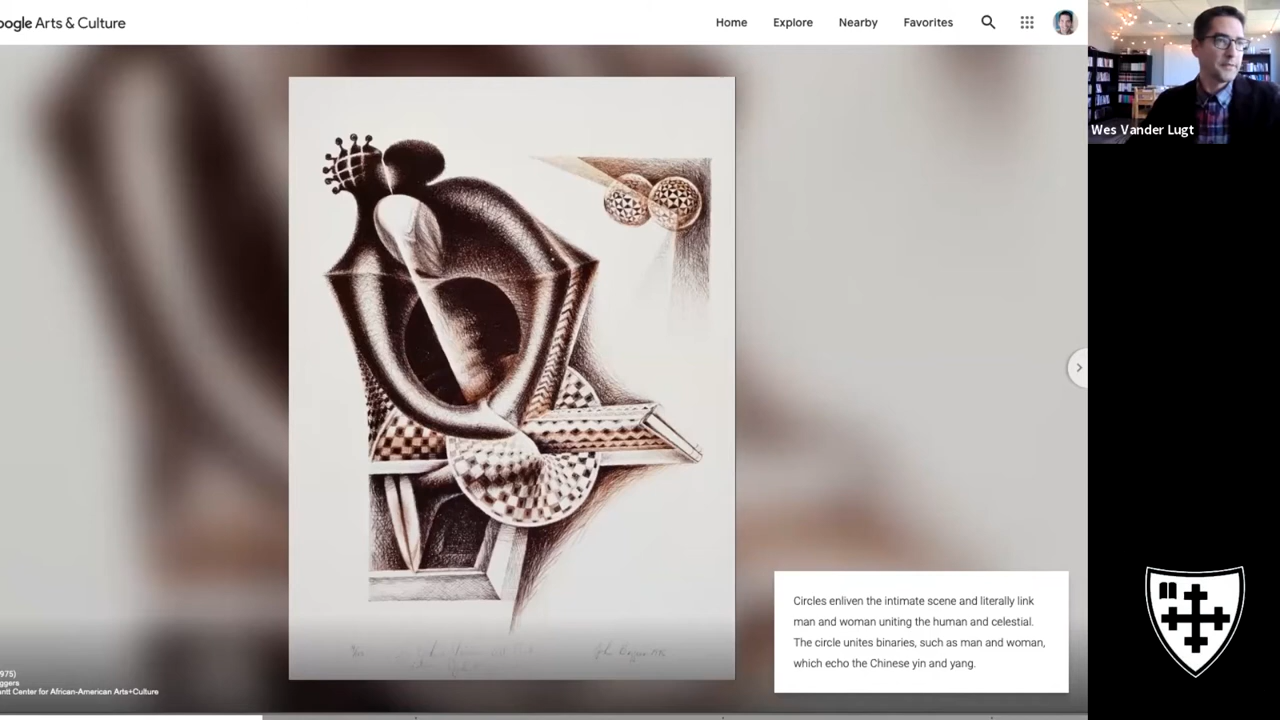 oogle Arts & Culture
Home
Explore
Nearby
Favorites
Wes Vander Lugt
Circles enliven the intimate scene and literally link
man and woman uniting the human and celestial.
The circle unites binaries, such as man and woman,
which echo the Chinese yin and yang.
975)
ggers
antt Center for African-American Arts+Culture